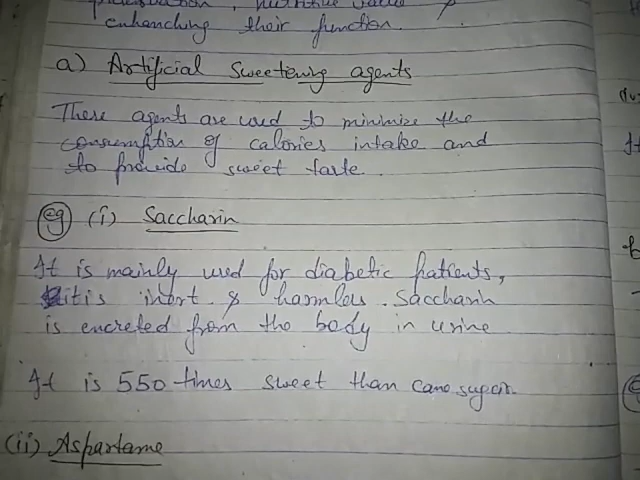 nutritive value &
enhancing their function.
a) Artificial Sweetening agents
These agents are used to minimize the
consumption of calories intake and
to provide sweet taste.
eg (i) Saccharin
It is mainly used for diabetic patients,
it is inert & harmless. Saccharin
is excreted from the body in urine
It is 550 times sweet than cane sugar.
(ii) Aspartame